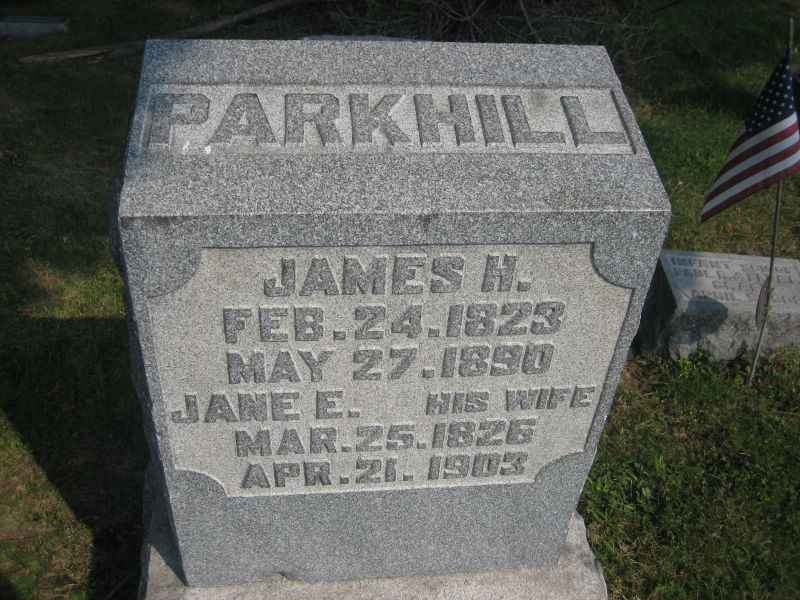 PARKHILL
JAMES H.
FEB. 24. 1823
MAY 27. 1890
JANE E. HIS WIFE
MAR. 25. 1826
APR. 21. 1903